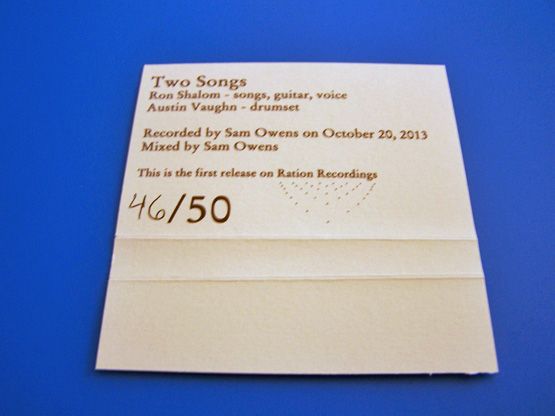 Two Songs
Ron Shalom - songs, guitar, voice
Austin Vaughn - drumset
Recorded by Sam Owens on October 20, 2013
Mixed by Sam Owens
This is the first release on Ration Recordings
46/50